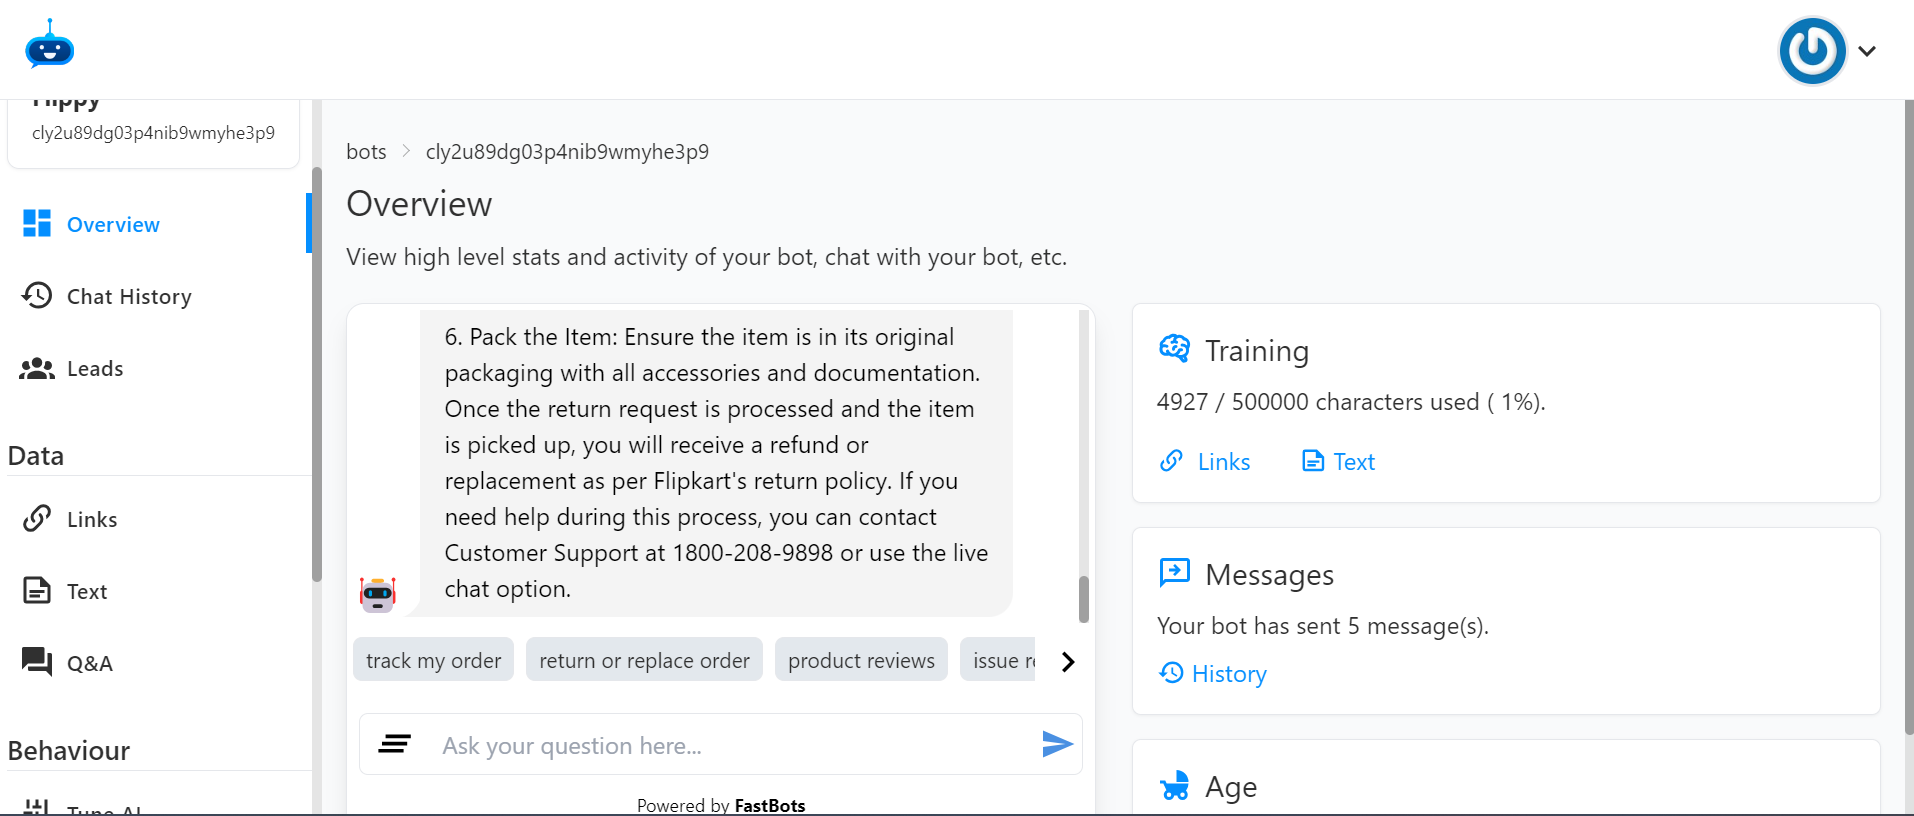 Flippy
cly2u89dg03p4nib9wmyhe3p9
Overview
Chat History
Leads
Data
Links
Text
Q&A
Behaviour
Tune AI
bots
cly2u89dg03p4nib9wmyhe3p9
Overview
View high level stats and activity of your bot, chat with your bot, etc.
6. Pack the Item: Ensure the item is in its original
packaging with all accessories and documentation.
Once the return request is processed and the item
is picked up, you will receive a refund or
replacement as per Flipkart's return policy. If you
need help during this process, you can contact
Customer Support at 1800-208-9898 or use the live
chat option.
track my order
return or replace order
product reviews
issue re
Ask your question here...
Powered by FastBots
Training
4927 / 500000 characters used ( 1%).
Links
Text
Messages
Your bot has sent 5 message(s).
History
Age